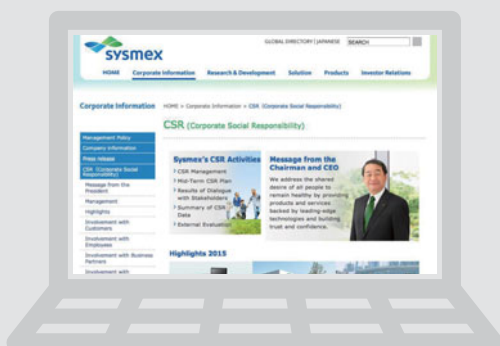 sysmex
GLOBAL DIRECTORY | JAPANESE SEARCH
HOME Corporate Information Research & Development Solution Products Investor Relations
Corporate Information
HOME > Corporate Information > CSR (Corporate Social Responsibility)
CSR (Corporate Social Responsibility)
Management Policy
Company Information
Press release
CSR (Corporate Social
Responsibility)
Message from the
President
Management
Highlights
Involvement with
Customers
Involvement with
Employees
Involvement with Business
Partners
Involvement with
Sysmex's CSR Activities
CSR Management
Mid-Term CSR Plan
Results of Dialogue
with Stakeholders
Summary of CSR
Data
External Evaluation
Message from the
Chairman and CEO
We address the shared
desire of all people to
remain healthy by providing
products and services
backed by leading-edge
technologies and building
trust and confidence.
Highlights 2015